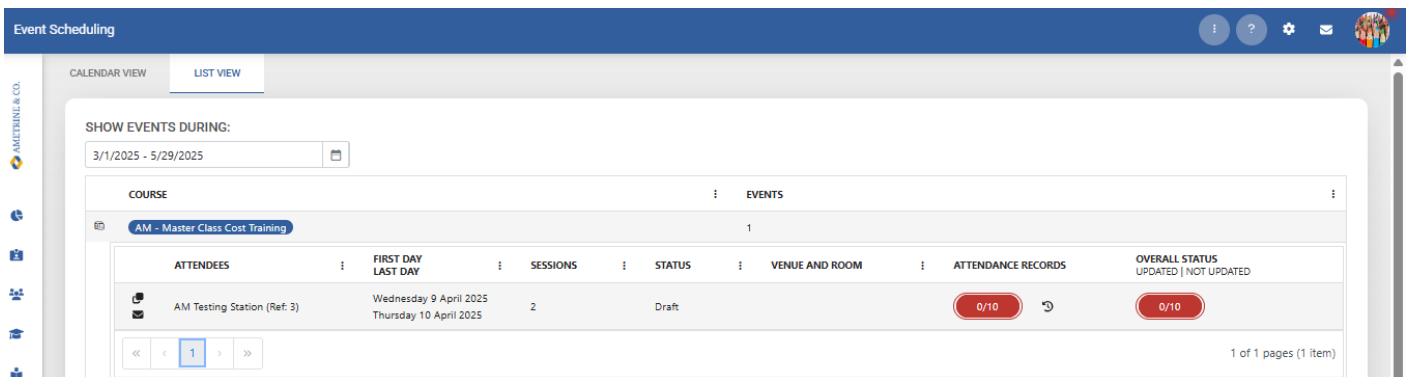 Event Scheduling
?
AMETRINE & CO.
CALENDAR VIEW
LIST VIEW
SHOW EVENTS DURING:
3/1/2025 - 5/29/2025
COURSE
EVENTS
AM - Master Class Cost Training
1
ATTENDEES
FIRST DAY
LAST DAY
SESSIONS
STATUS
VENUE AND ROOM
ATTENDANCE RECORDS
OVERALL STATUS
UPDATED | NOT UPDATED
AM Testing Station (Ref: 3)
Wednesday 9 April 2025
Thursday 10 April 2025
2
Draft
0/10
0/10
1
1 of 1 pages (1 item)